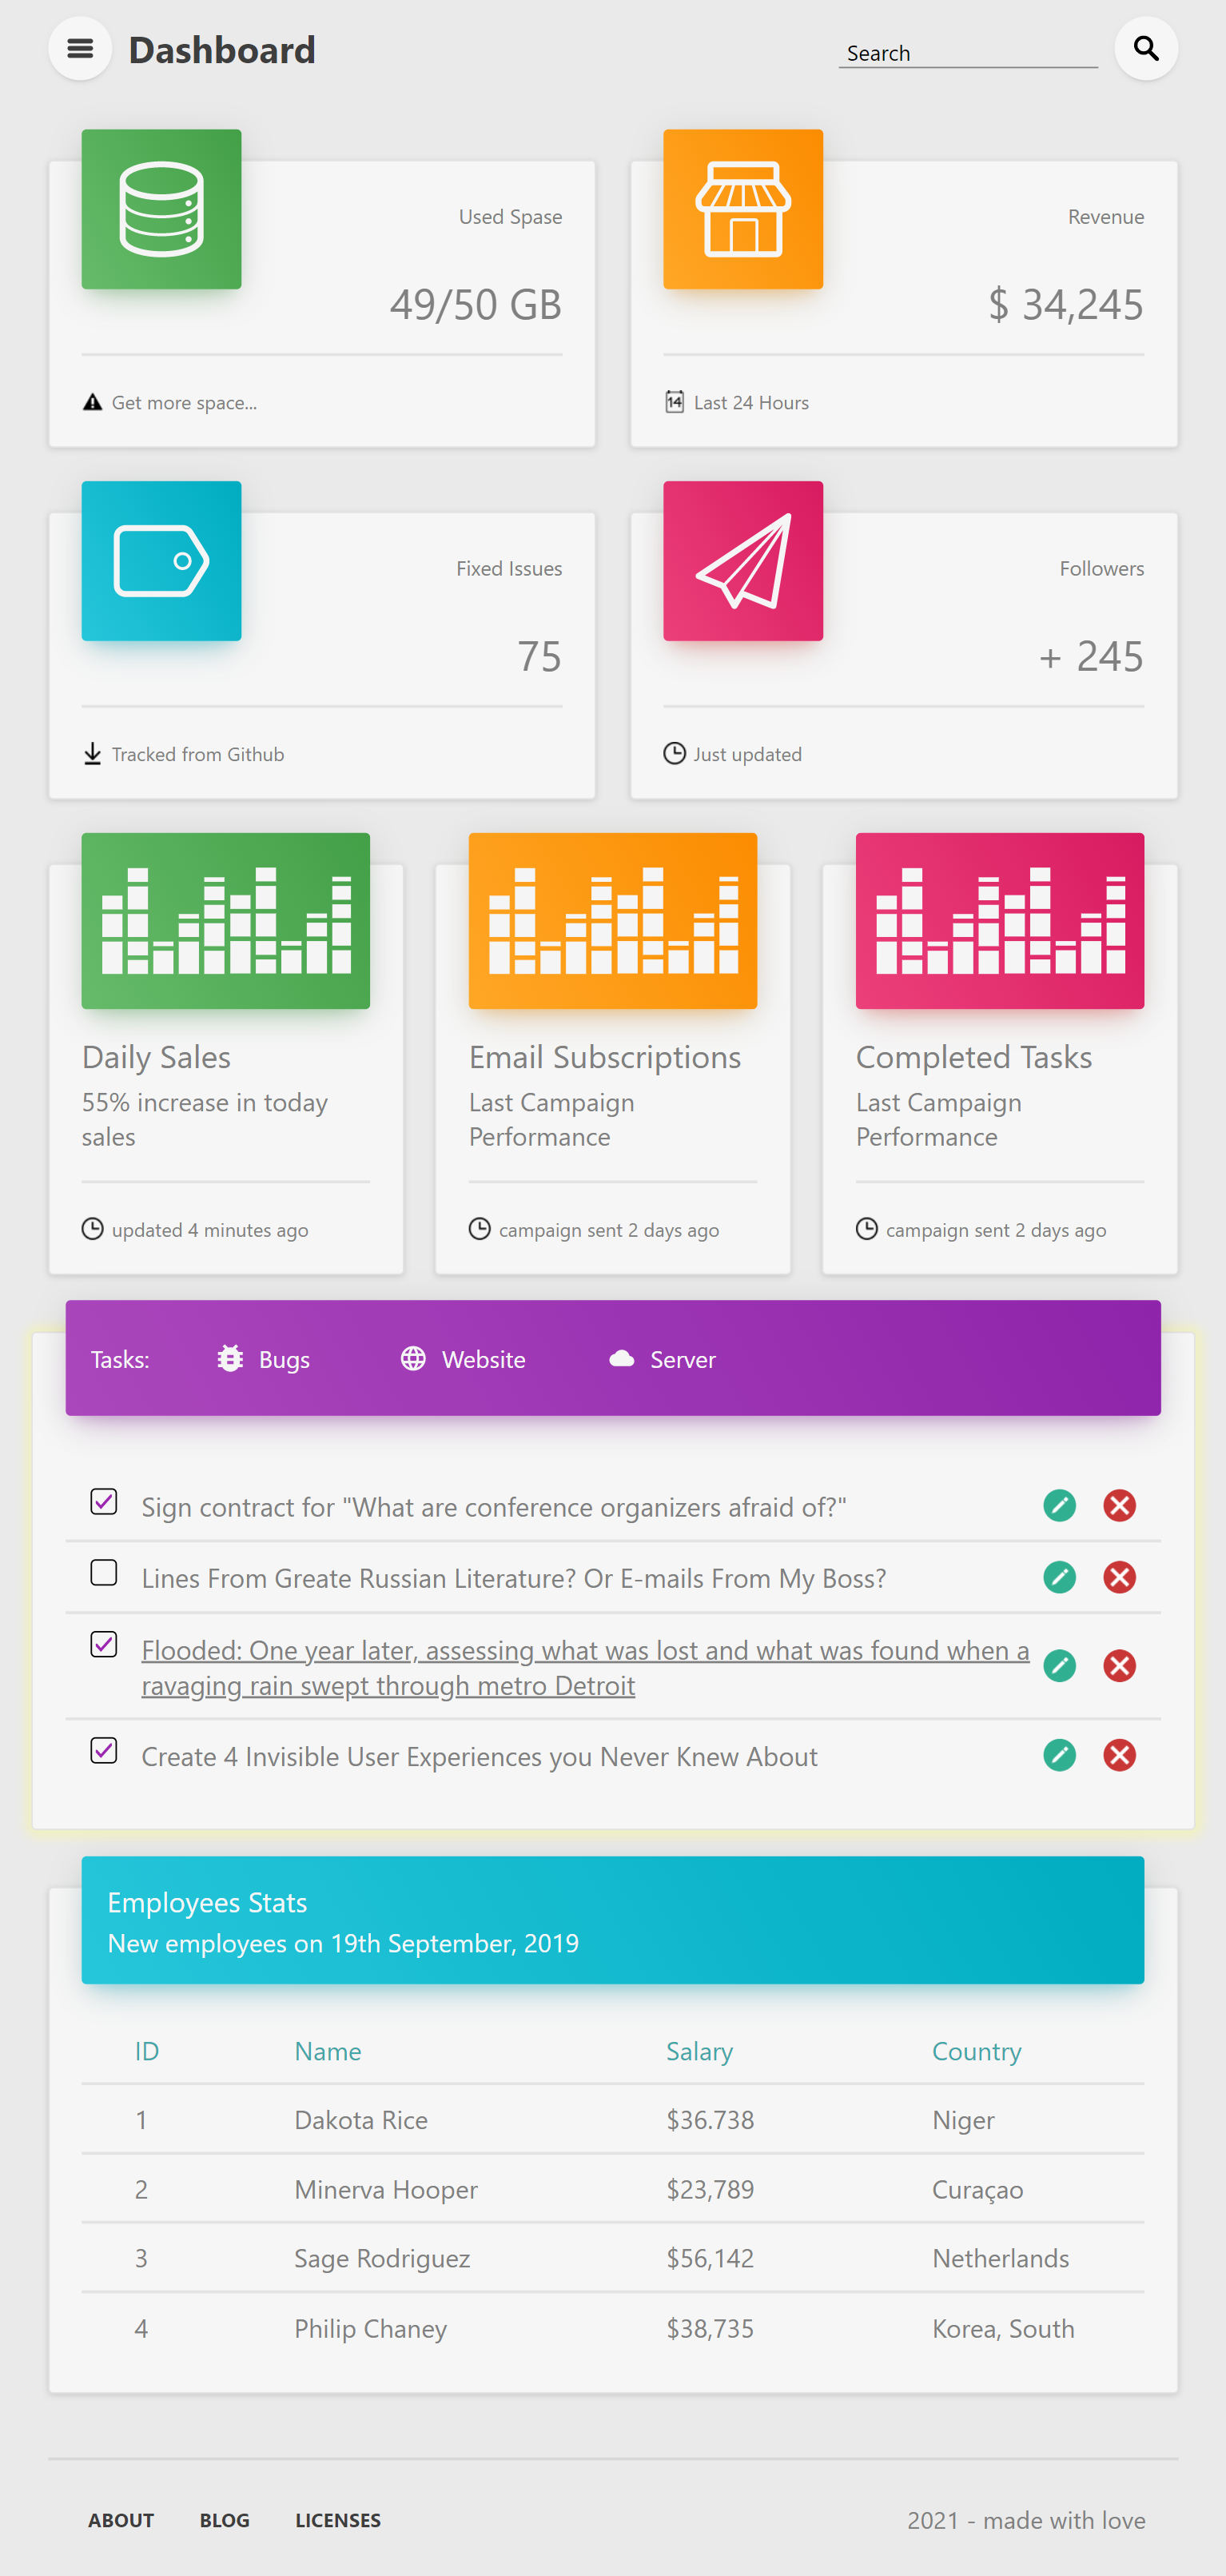 Dashboard
Search
Used Spase
49/50 GB
Get more space...
Revenue
$ 34,245
14
Last 24 Hours
Fixed Issues
75
Tracked from Github
Followers
+ 245
Just updated
Daily Sales
55% increase in today
sales
updated 4 minutes ago
Email Subscriptions
Last Campaign
Performance
campaign sent 2 days ago
Completed Tasks
Last Campaign
Performance
campaign sent 2 days ago
Tasks: Bugs Website Server
Sign contract for "What are conference organizers afraid of?"
Lines From Greate Russian Literature? Or E-mails From My Boss?
Flooded: One year later, assessing what was lost and what was found when a
ravaging rain swept through metro Detroit
Create 4 Invisible User Experiences you Never Knew About
Employees Stats
New employees on 19th September, 2019
ID Name Salary Country
1 Dakota Rice $36.738 Niger
2 Minerva Hooper $23,789 Curaçao
3 Sage Rodriguez $56,142 Netherlands
4 Philip Chaney $38,735 Korea, South
ABOUT BLOG LICENSES 2021 - made with love